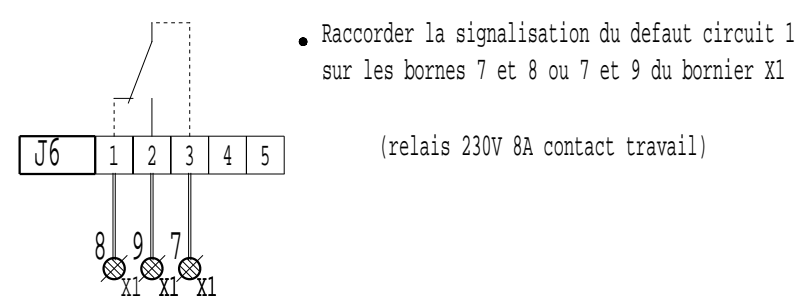 Raccorder la signalisation du defaut circuit 1
sur les bornes 7 et 8 ou 7 et 9 du bornier X1
(relais 230V 8A contact travail)
J6 1 2 3 4 5
8 9 7
X1 X1 X1